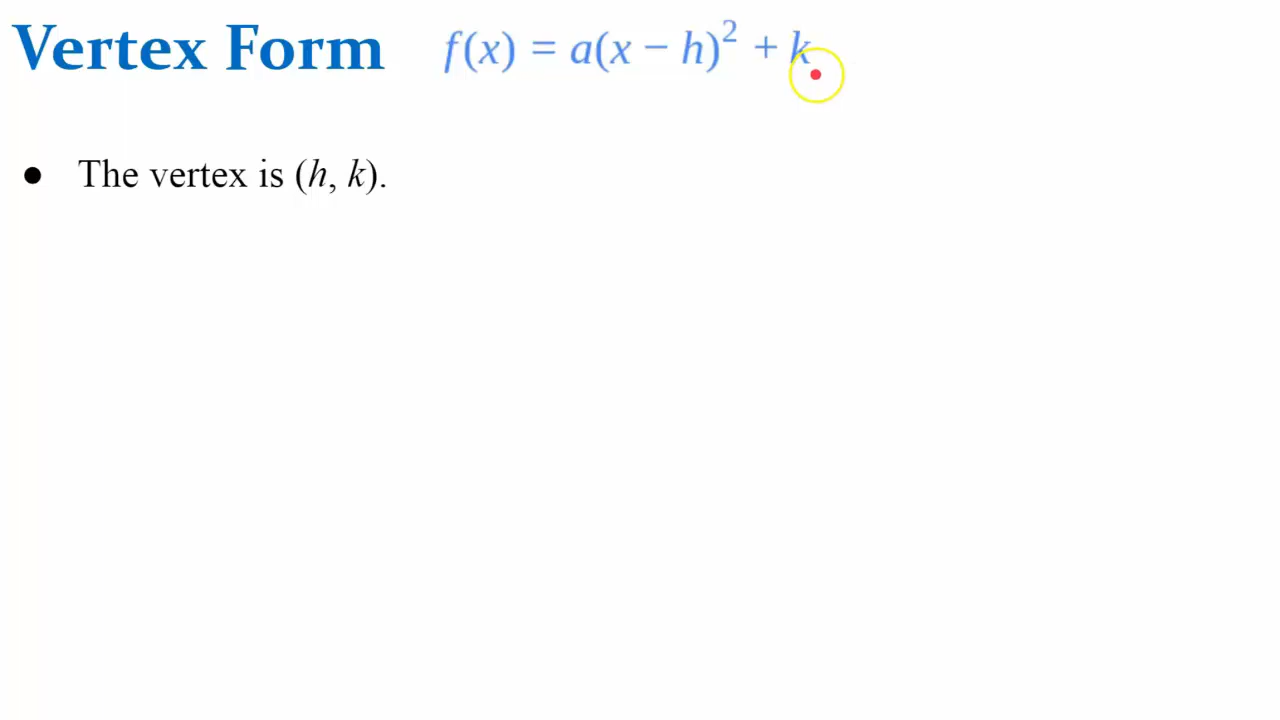 Vertex Form f(x) = a(x − h)² + k
● The vertex is (h, k).